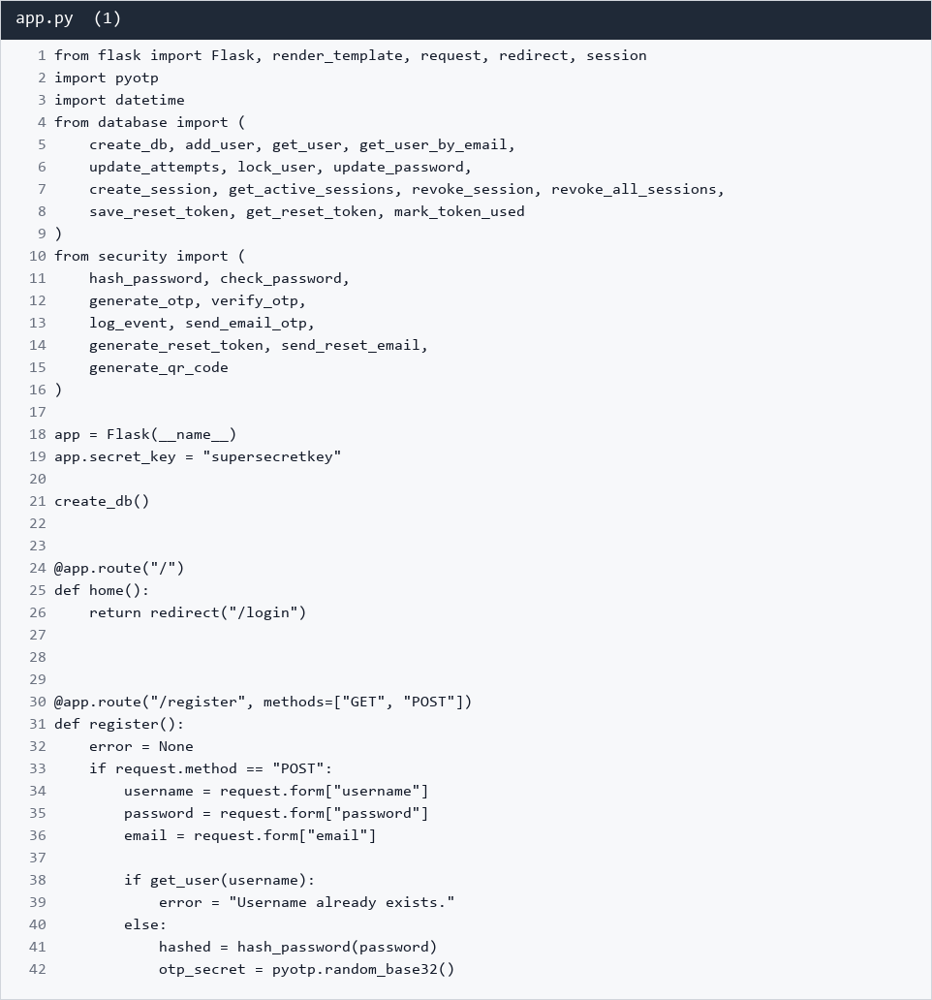 app.py  (1)
1 from flask import Flask, render_template, request, redirect, session
2 import pyotp
3 import datetime
4 from database import (
5     create_db, add_user, get_user, get_user_by_email,
6     update_attempts, lock_user, update_password,
7     create_session, get_active_sessions, revoke_session, revoke_all_sessions,
8     save_reset_token, get_reset_token, mark_token_used
9 )
10 from security import (
11     hash_password, check_password,
12     generate_otp, verify_otp,
13     log_event, send_email_otp,
14     generate_reset_token, send_reset_email,
15     generate_qr_code
16 )
17
18 app = Flask(__name__)
19 app.secret_key = "supersecretkey"
20
21 create_db()
22
23
24 @app.route("/")
25 def home():
26     return redirect("/login")
27
28
29
30 @app.route("/register", methods=["GET", "POST"])
31 def register():
32     error = None
33     if request.method == "POST":
34         username = request.form["username"]
35         password = request.form["password"]
36         email = request.form["email"]
37
38         if get_user(username):
39             error = "Username already exists."
40         else:
41             hashed = hash_password(password)
42             otp_secret = pyotp.random_base32()